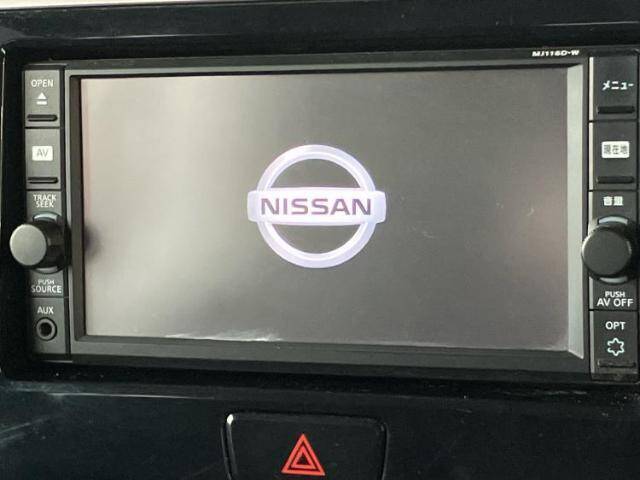 MJ116D-W
OPEN
AV
TRACK
SEEK
PUSH
SOURCE
AUX
NISSAN
メニュー
現在地
音量
PUSH
AV OFF
OPT